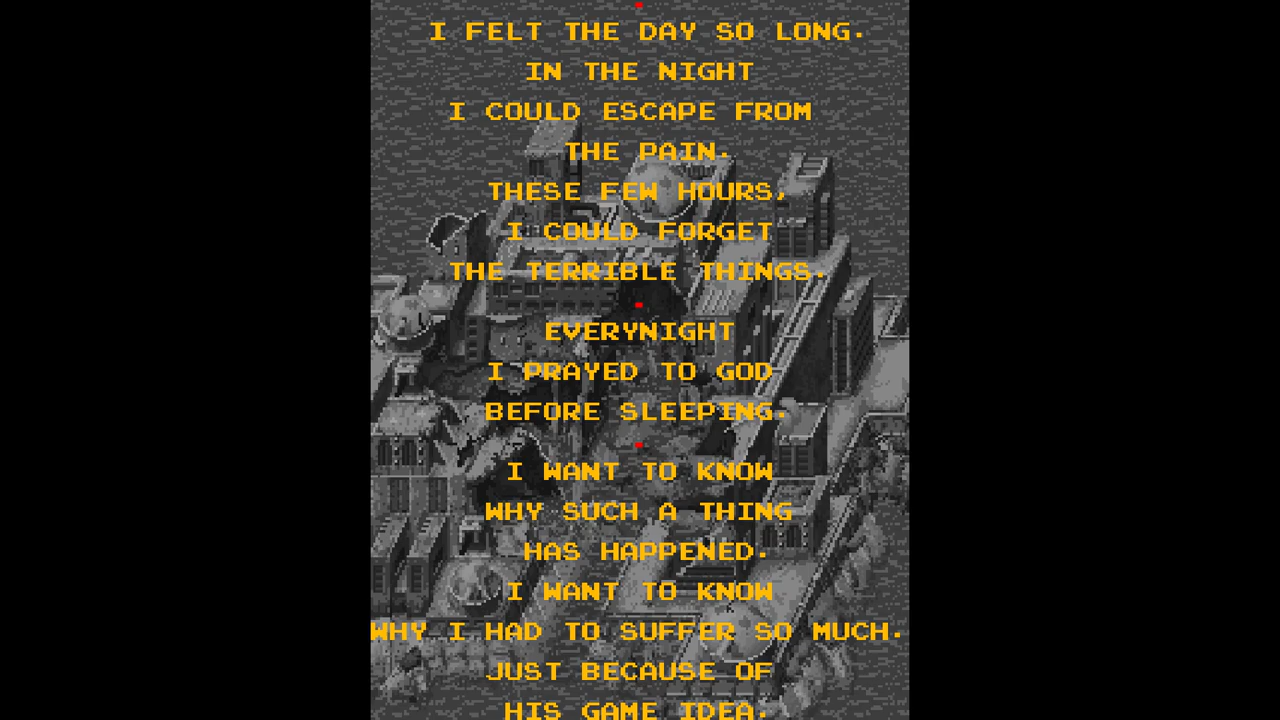 I FELT THE DAY SO LONG.
IN THE NIGHT
I COULD ESCAPE FROM
THE PAIN.
THESE FEW HOURS,
I COULD FORGET
THE TERRIBLE THINGS.
EVERYNIGHT
I PRAYED TO GOD
BEFORE SLEEPING.
I WANT TO KNOW
WHY SUCH A THING
HAS HAPPENED.
I WANT TO KNOW
WHY I HAD TO SUFFER SO MUCH.
JUST BECAUSE OF
HIS GAME IDEA.